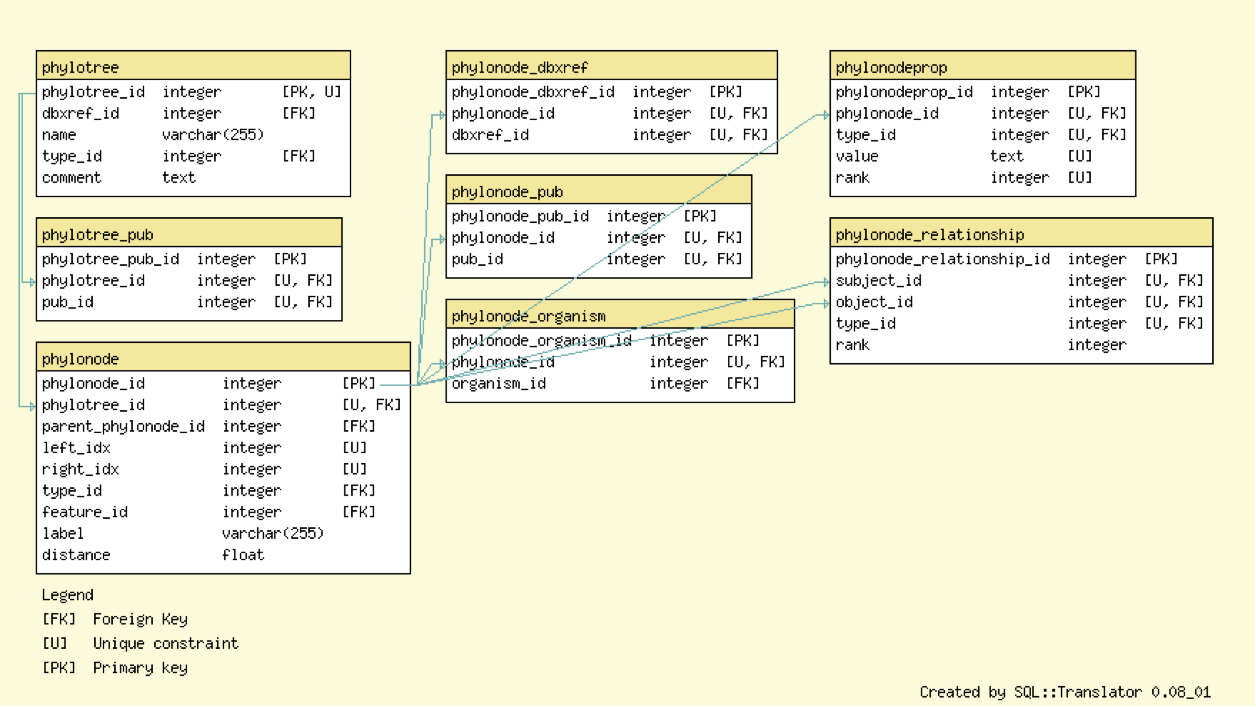 phylotree
phylotree_id integer [PK, U]
dbxref_id integer [FK]
name varchar(255)
type_id integer [FK]
comment text
phylotree_pub
phylotree_pub_id integer [PK]
phylotree_id integer [U, FK]
pub_id integer [U, FK]
phylonode
phylonode_id integer [PK]
phylotree_id integer [U, FK]
parent_phylonode_id integer [FK]
left_idx integer [U]
right_idx integer [U]
type_id integer [FK]
feature_id integer [FK]
label varchar(255)
distance float
phylonode_dbxref
phylonode_dbxref_id integer [PK]
phylonode_id integer [U, FK]
dbxref_id integer [U, FK]
phylonode_pub
phylonode_pub_id integer [PK]
phylonode_id integer [U, FK]
pub_id integer [U, FK]
phylonode_organism
phylonode_organism_id integer [PK]
phylonode_id integer [U, FK]
organism_id integer [FK]
phylonodeprop
phylonodeprop_id integer [PK]
phylonode_id integer [U, FK]
type_id integer [U, FK]
value text [U]
rank integer [U]
phylonode_relationship
phylonode_relationship_id integer [PK]
subject_id integer [U, FK]
object_id integer [U, FK]
type_id integer [U, FK]
rank integer
Legend
[FK] Foreign Key
[U] Unique constraint
[PK] Primary key
Created by SQL::Translator 0.08_01